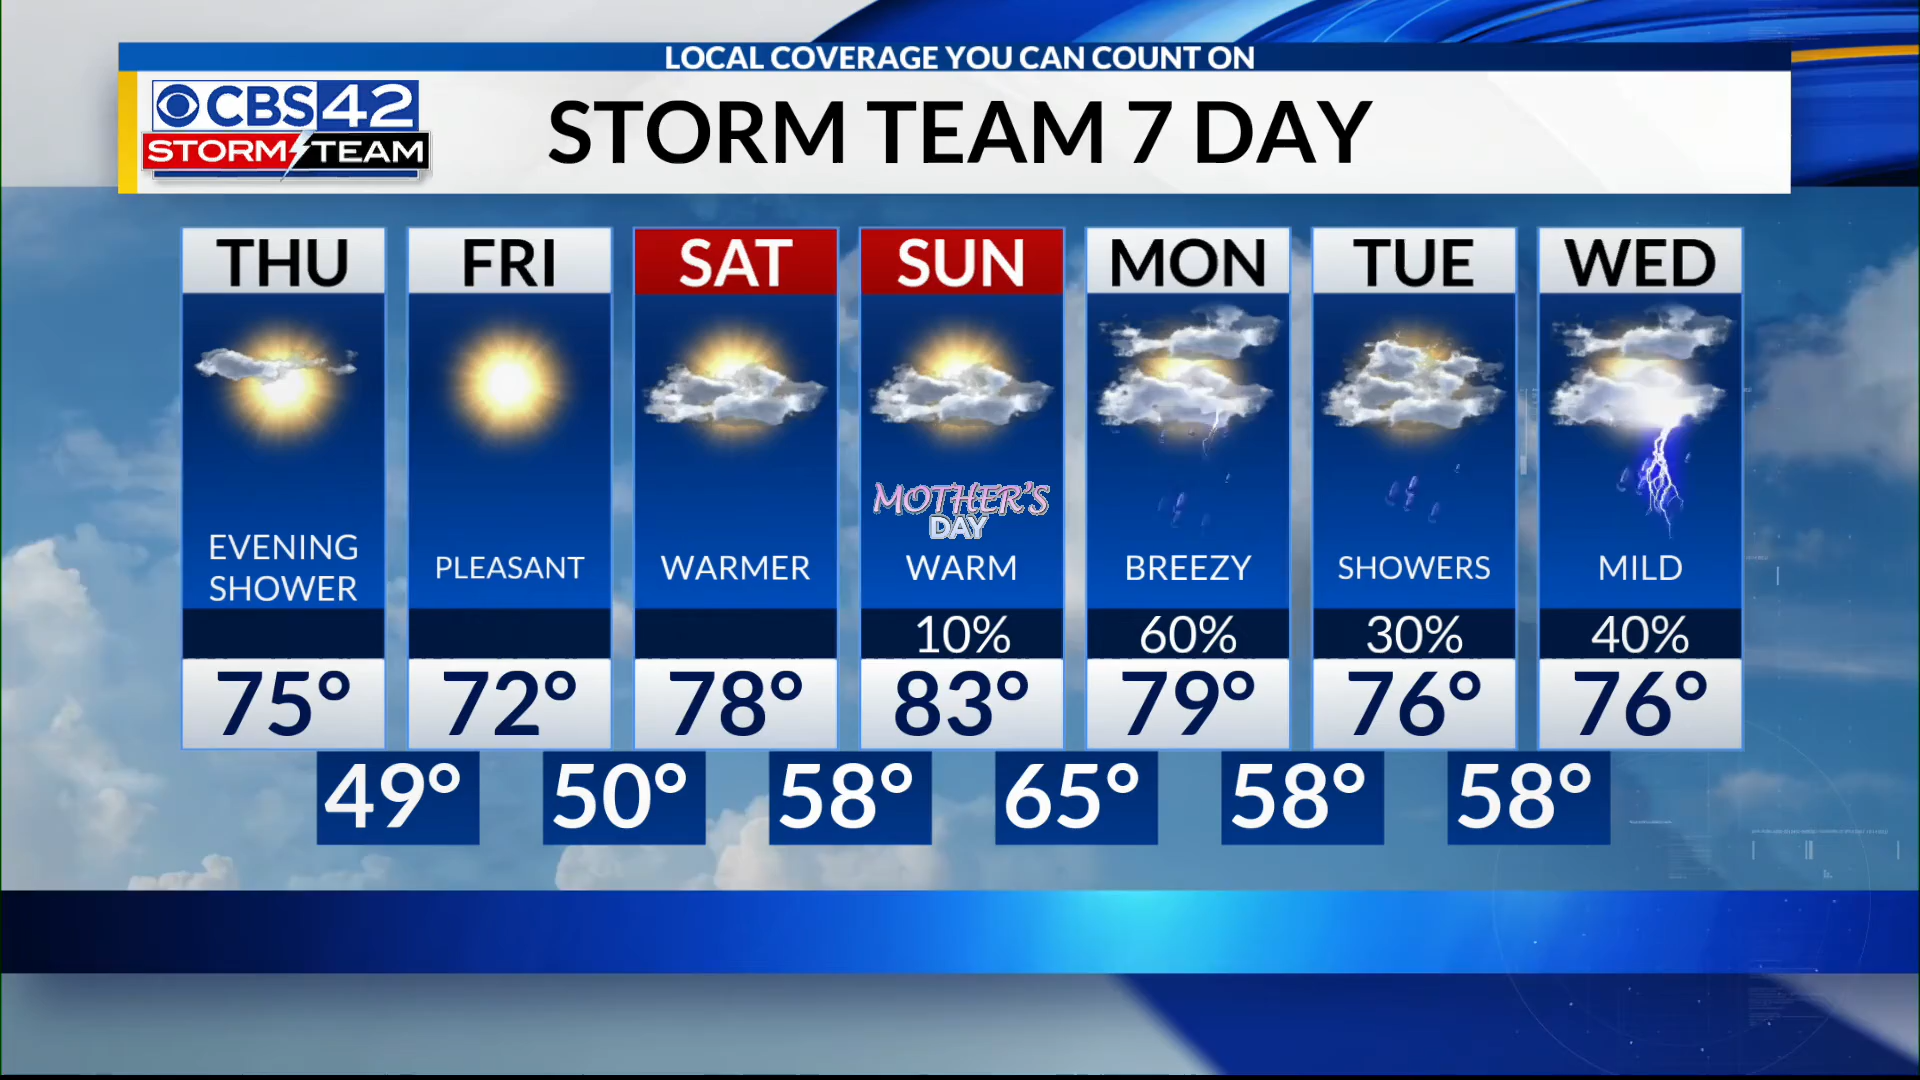 LOCAL COVERAGE YOU CAN COUNT ON
CBS 42
STORM TEAM
STORM TEAM 7 DAY
THU FRI SAT SUN MON TUE WED
MOTHER'S
DAY
EVENING
SHOWER
PLEASANT WARMER WARM BREEZY SHOWERS MILD
10% 60% 30% 40%
75° 72° 78° 83° 79° 76° 76°
49° 50° 58° 65° 58° 58°